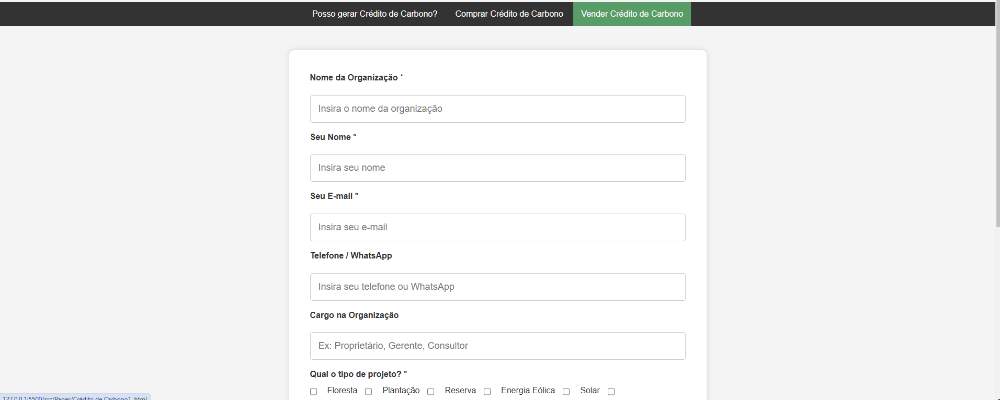 Posso gerar Crédito de Carbono? Comprar Crédito de Carbono Vender Crédito de Carbono
Nome da Organização *
Insira o nome da organização
Seu Nome *
Insira seu nome
Seu E-mail *
Insira seu e-mail
Telefone / WhatsApp
Insira seu telefone ou WhatsApp
Cargo na Organização
Ex: Proprietário, Gerente, Consultor
Qual o tipo de projeto? *
Floresta Plantação Reserva Energia Eólica Solar
127.0.0.1:5500/src/Pages/Crédito de Carbono1 .html